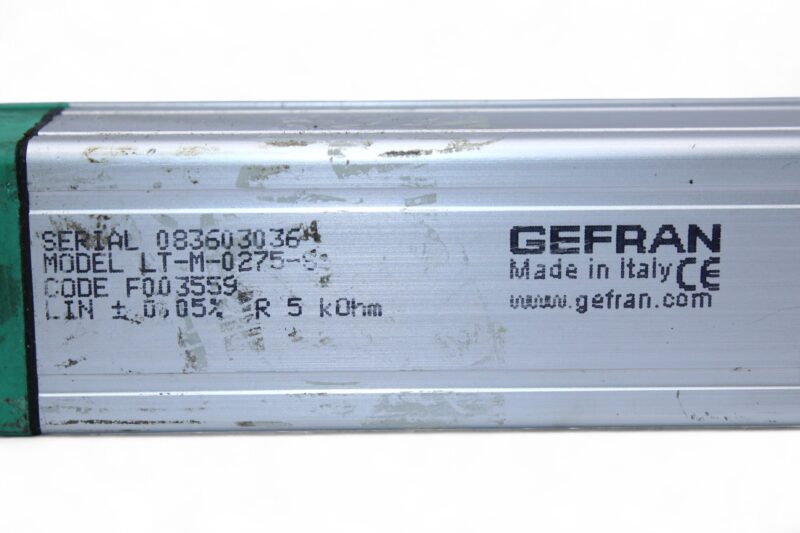 SERIAL 083603036
MODEL LT-M-0275-S
CODE F003559
LIN ± 0,05% R 5 kOhm
GEFRAN
Made in Italy CE
www.gefran.com